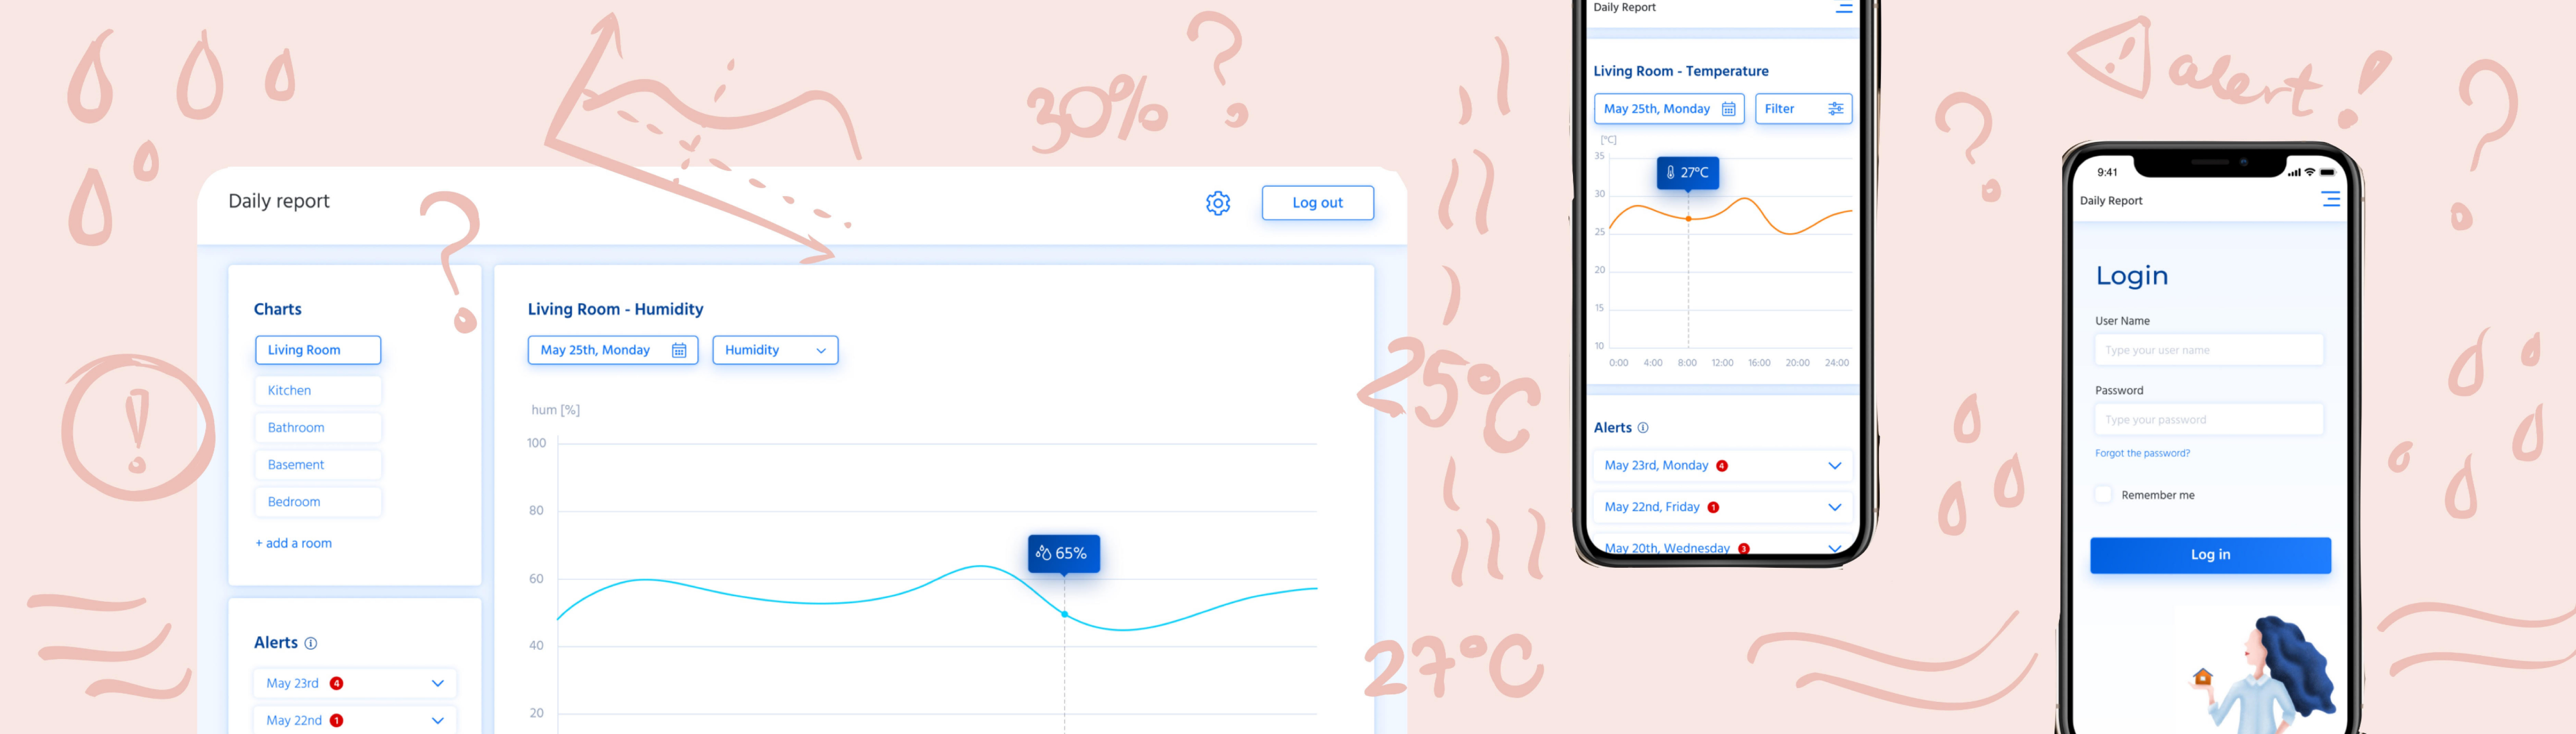 30%
?
Daily report
Log out
?
Charts
Living Room
Kitchen
Bathroom
Basement
Bedroom
+ add a room
Alerts
May 23rd 4
May 22nd 1
!
Living Room - Humidity
May 25th, Monday
Humidity
hum [%]
100
80
60
40
20
65%
25°C
27°C
Daily Report
Living Room - Temperature
May 25th, Monday
Filter
[°C]
35
30
25
20
15
10
27°C
0:00 4:00 8:00 12:00 16:00 20:00 24:00
Alerts
May 23rd, Monday 4
May 22nd, Friday 1
May 20th, Wednesday 3
?
! alert!
?
9:41
Daily Report
Login
User Name
Type your user name
Password
Type your password
Forgot the password?
Remember me
Log in